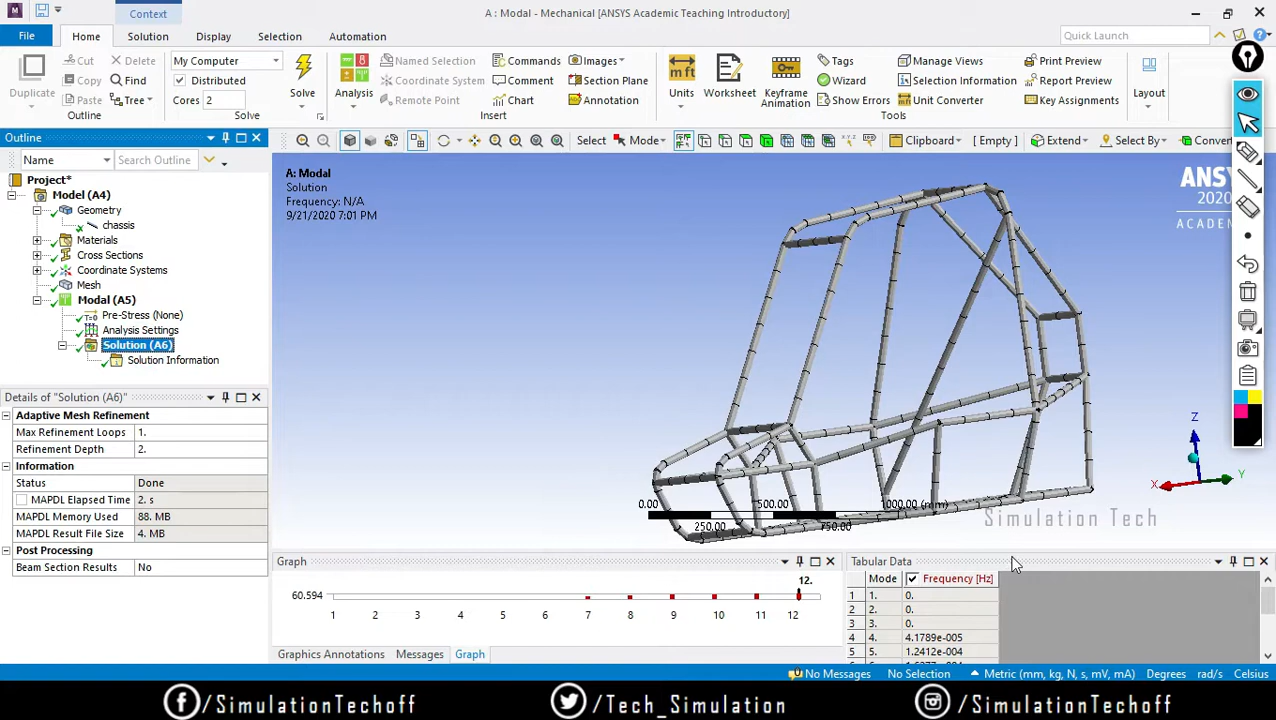 Context
A : Modal - Mechanical [ANSYS Academic Teaching Introductory]
File
Home
Solution
Display
Selection
Automation
Quick Launch
Duplicate
Cut
Copy
Paste
Delete
Find
Tree
Outline
My Computer
Distributed
Cores 2
Solve
Solve
Analysis
Named Selection
Coordinate System
Remote Point
Commands
Comment
Chart
Images
Section Plane
Annotation
Insert
Units
Worksheet
Keyframe
Animation
Tags
Wizard
Show Errors
Manage Views
Selection Information
Unit Converter
Print Preview
Report Preview
Key Assignments
Tools
Layout
Outline
Select
Mode
Clipboard
[ Empty ]
Extend
Select By
Convert
Name
Search Outline
Project*
Model (A4)
Geometry
chassis
Materials
Cross Sections
Coordinate Systems
Mesh
Modal (A5)
Pre-Stress (None)
Analysis Settings
Solution (A6)
Solution Information
A: Modal
Solution
Frequency: N/A
9/21/2020 7:01 PM
ANSYS
2020
ACADEMIC
Details of "Solution (A6)"
Adaptive Mesh Refinement
Max Refinement Loops 1.
Refinement Depth 2.
Information
Status Done
MAPDL Elapsed Time 2. s
MAPDL Memory Used 88. MB
MAPDL Result File Size 4. MB
Post Processing
Beam Section Results No
0.00
500.00
000.00 (mm)
250.00
750.00
Z
X
Y
Simulation Tech
Graph
12.
60.594
1 2 3 4 5 6 7 8 9 10 11 12
Graphics Annotations
Messages
Graph
Tabular Data
Mode Frequency [Hz]
1 1. 0.
2 2. 0.
3 3. 0.
4 4. 4.1789e-005
5 5. 1.2412e-004
No Messages
No Selection
Metric (mm, kg, N, s, mV, mA)
Degrees
rad/s
Celsius
/SimulationTechoff
/Tech_Simulation
/SimulationTechoff